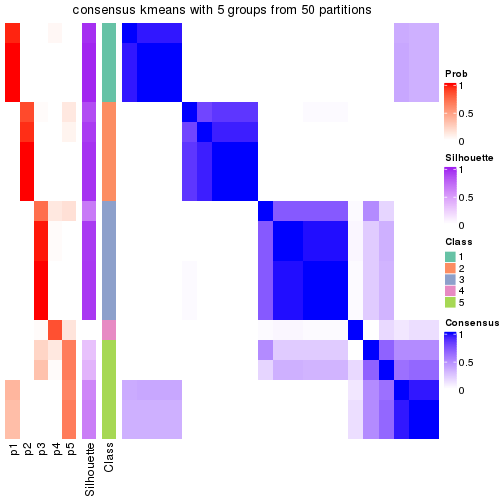 consensus kmeans with 5 groups from 50 partitions
Prob
1
0.5
0
Silhouette
1
0.5
0
Class
1
2
3
4
5
Consensus
1
0.5
0
p1
p2
p3
p4
p5
Silhouette
Class